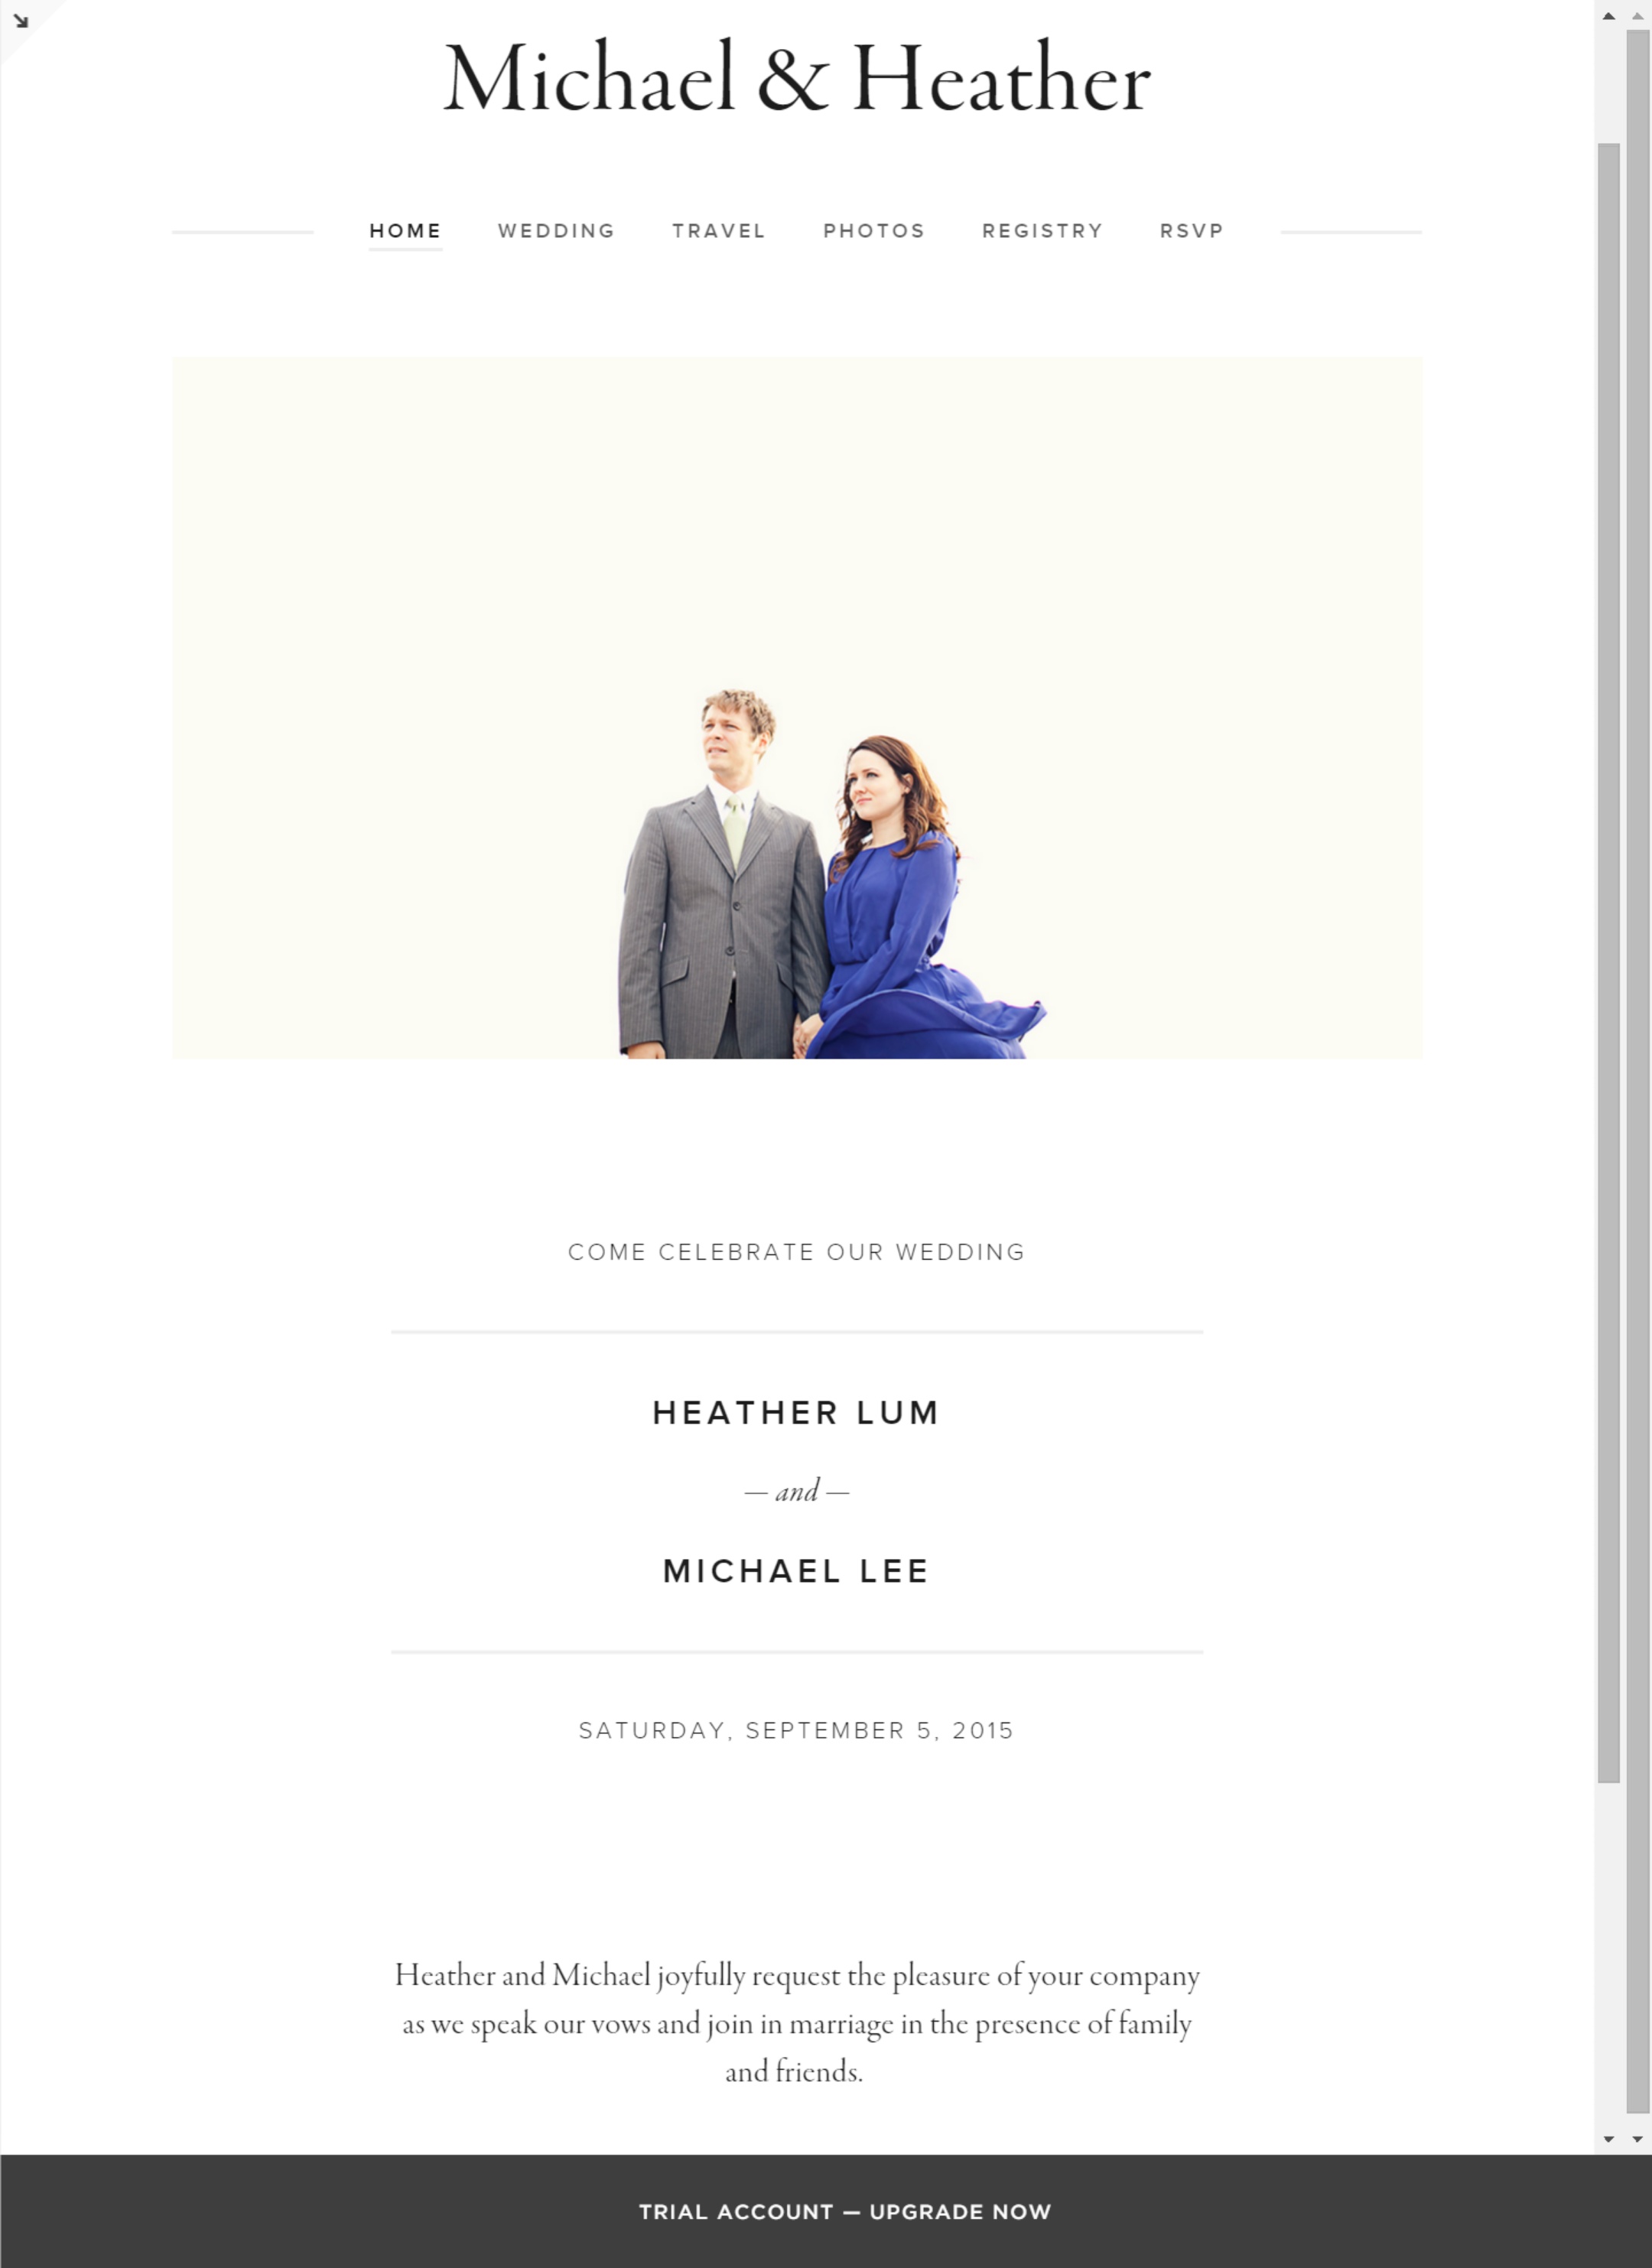 Michael & Heather
HOME WEDDING TRAVEL PHOTOS REGISTRY RSVP
COME CELEBRATE OUR WEDDING
HEATHER LUM
— and —
MICHAEL LEE
SATURDAY, SEPTEMBER 5, 2015
Heather and Michael joyfully request the pleasure of your company
as we speak our vows and join in marriage in the presence of family
and friends.
TRIAL ACCOUNT — UPGRADE NOW